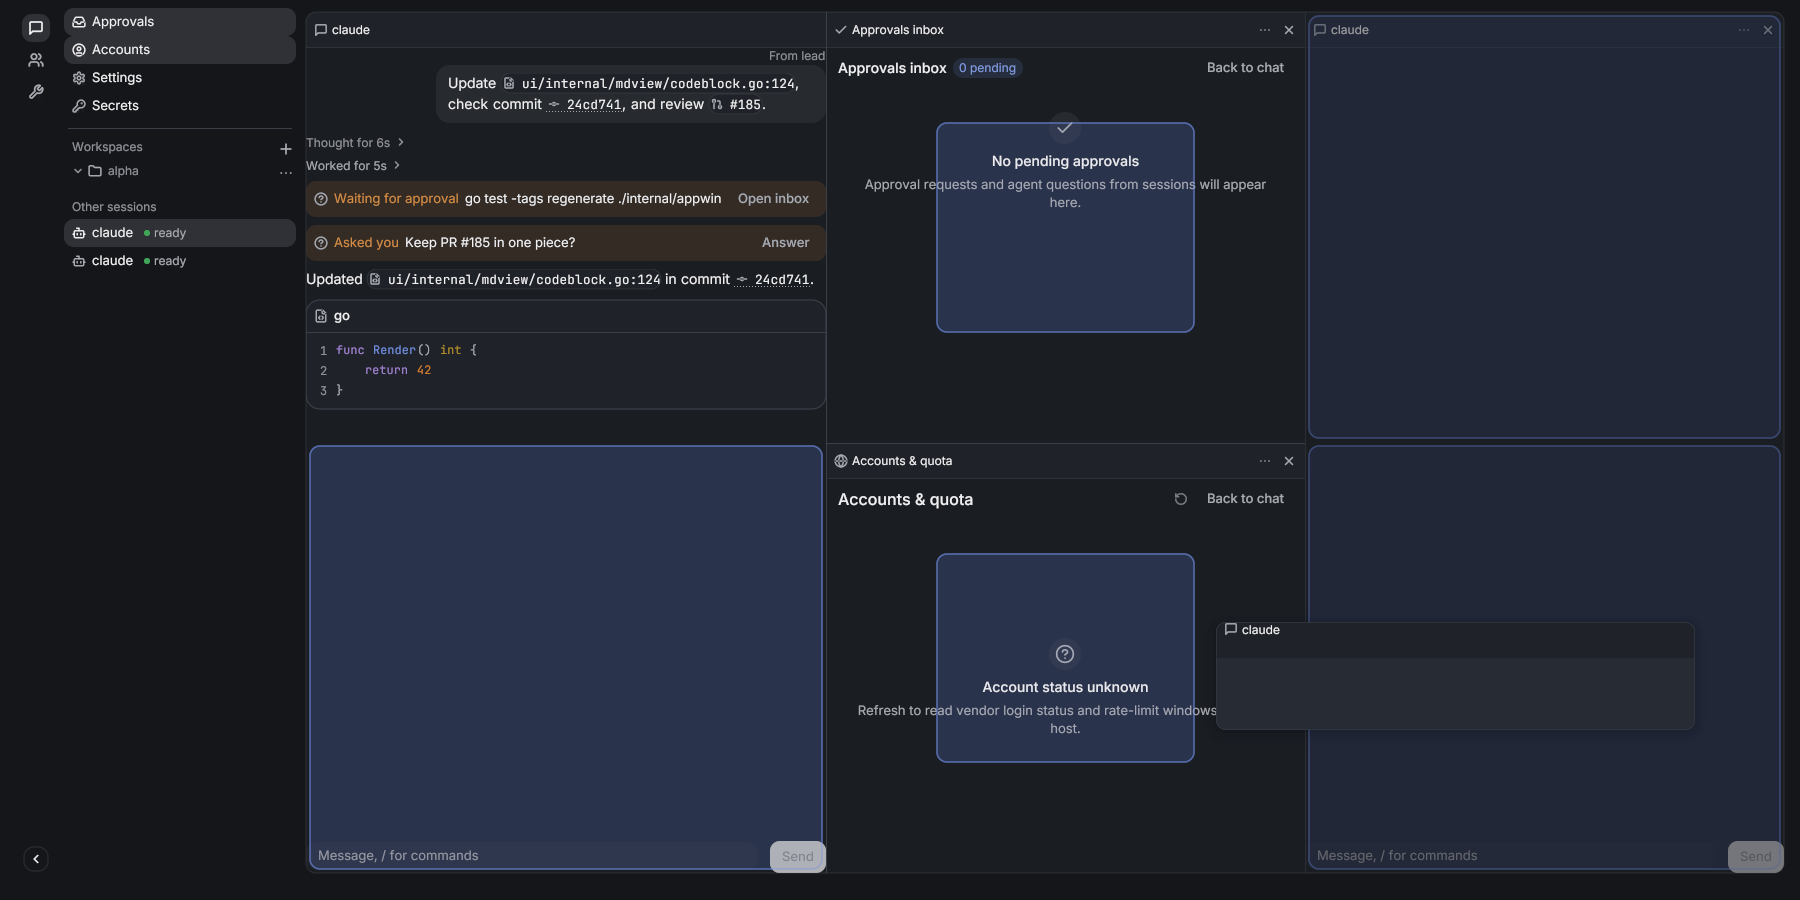 Approvals
Accounts
Settings
Secrets
Workspaces
alpha
Other sessions
claude ready
claude ready
claude
From lead
Update ui/internal/mdview/codeblock.go:124,
check commit 24cd741, and review #185.
Thought for 6s
Worked for 5s
Waiting for approval go test -tags regenerate ./internal/appwin Open inbox
Asked you Keep PR #185 in one piece? Answer
Updated ui/internal/mdview/codeblock.go:124 in commit 24cd741.
go
1 func Render() int {
2 return 42
3 }
Message, / for commands
Send
Approvals inbox
Approvals inbox 0 pending Back to chat
No pending approvals
Approval requests and agent questions from sessions will appear
here.
Accounts & quota
Accounts & quota Back to chat
Account status unknown
Refresh to read vendor login status and rate-limit windows
host.
claude
claude
Message, / for commands
Send